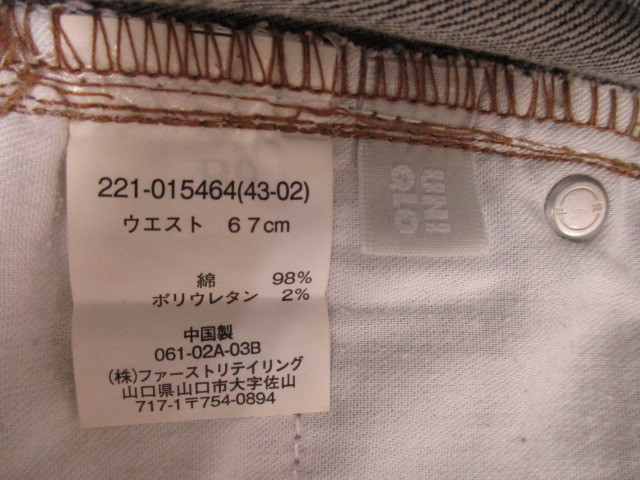 221-015464(43-02)
ウエスト 67cm
綿 98%
ポリウレタン 2%
中国製
061-02A-03B
(株)ファーストリテイリング
山口県山口市大字佐山
717-1〒754-0894
UNI
QLO